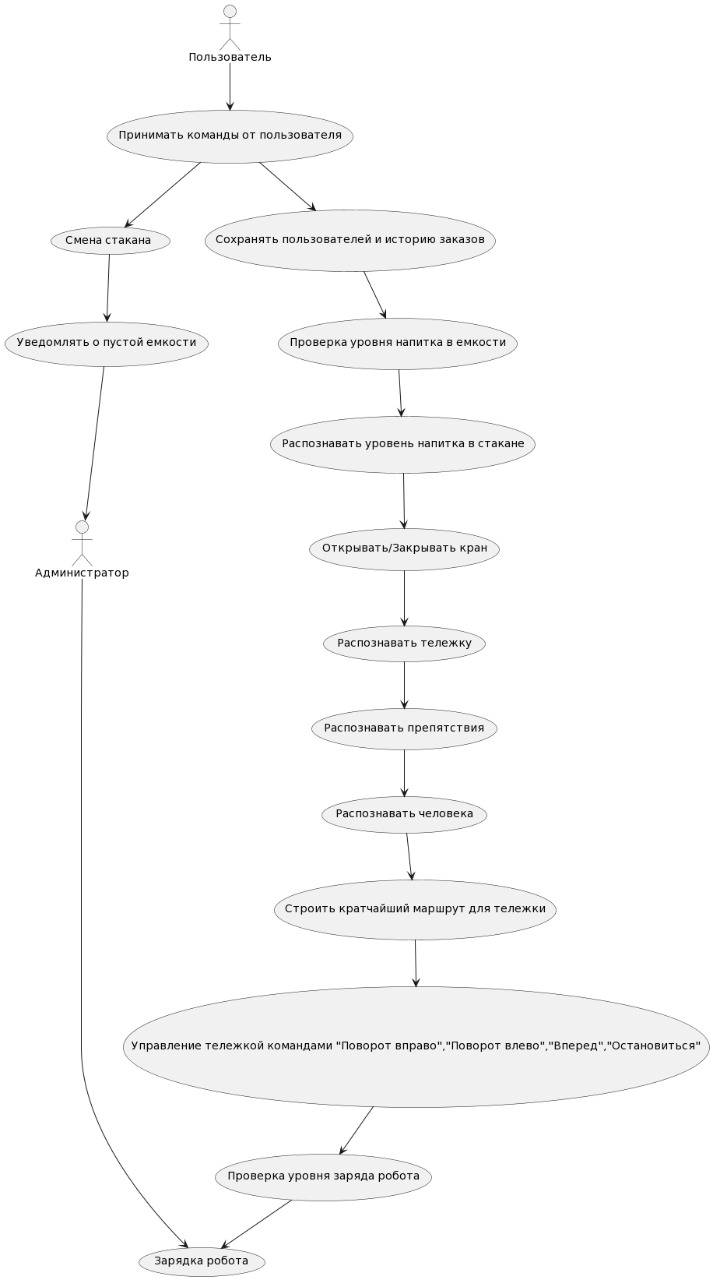 Пользователь
Принимать команды от пользователя
Смена стакана
Сохранять пользователей и историю заказов
Уведомлять о пустой емкости
Проверка уровня напитка в емкости
Распознавать уровень напитка в стакане
Открывать/Закрывать кран
Администратор
Распознавать тележку
Распознавать препятствия
Распознавать человека
Строить кратчайший маршрут для тележки
Управление тележкой командами "Поворот вправо","Поворот влево","Вперед","Остановиться"
Проверка уровня заряда робота
Зарядка робота